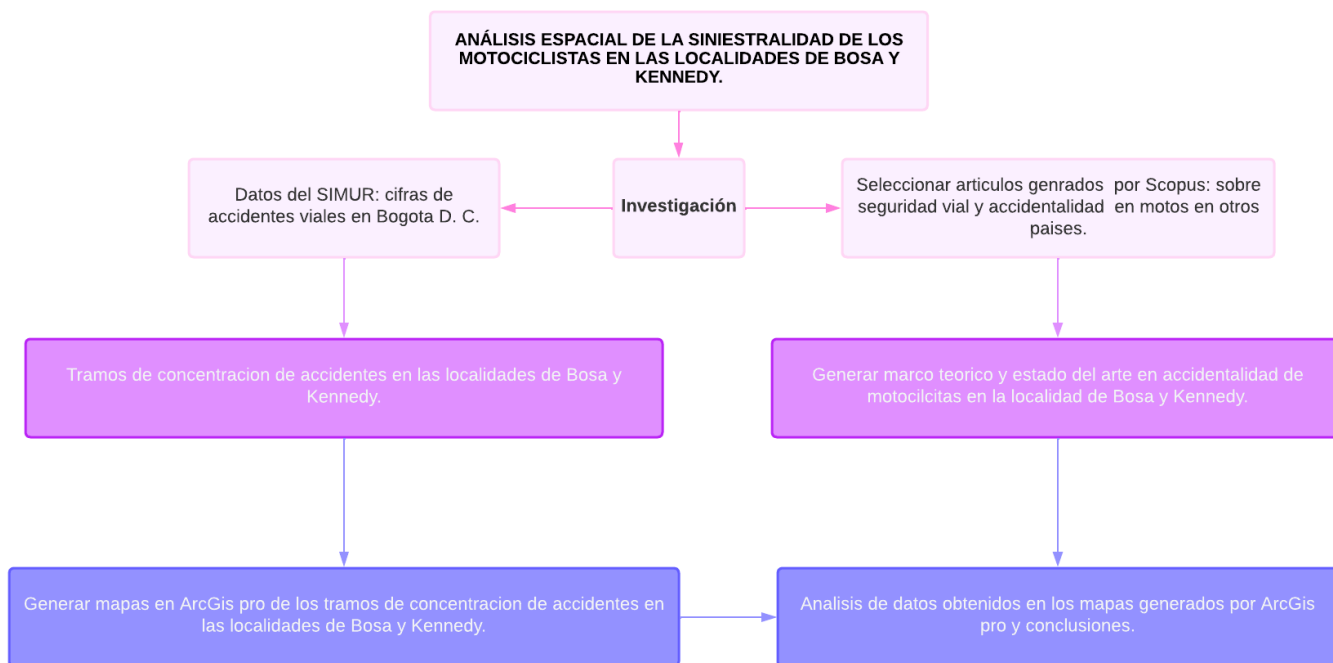 ANÁLISIS ESPACIAL DE LA SINIESTRALIDAD DE LOS
MOTOCICLISTAS EN LAS LOCALIDADES DE BOSA Y
KENNEDY.
Datos del SIMUR: cifras de
accidentes viales en Bogota D. C.
Investigación
Seleccionar articulos genrados por Scopus: sobre
seguridad vial y accidentalidad en motos en otros
paises.
Tramos de concentracion de accidentes en las localidades de Bosa y
Kennedy.
Generar marco teorico y estado del arte en accidentalidad de
motocilcitas en la localidad de Bosa y Kennedy.
Generar mapas en ArcGis pro de los tramos de concentracion de accidentes en
las localidades de Bosa y Kennedy.
Analisis de datos obtenidos en los mapas generados por ArcGis
pro y conclusiones.